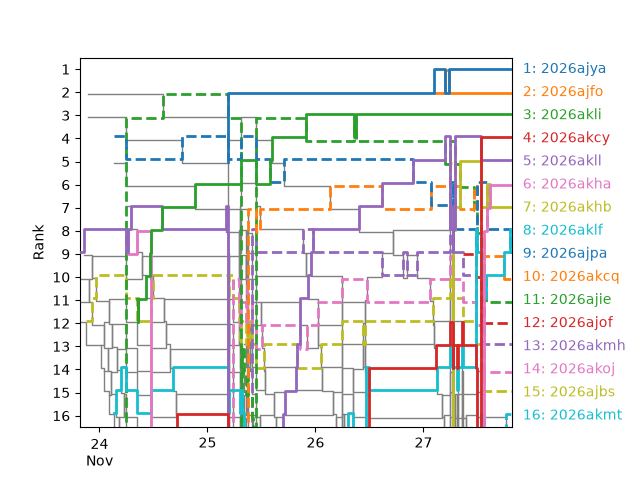 1
2
3
4
5
6
7
8
9
10
11
12
13
14
15
16
Rank
24
25
26
27
Nov
1: 2026ajya
2: 2026ajfo
3: 2026akli
4: 2026akcy
5: 2026akll
6: 2026akha
7: 2026akhb
8: 2026aklf
9: 2026ajpa
10: 2026akcq
11: 2026ajie
12: 2026ajof
13: 2026akmh
14: 2026akoj
15: 2026ajbs
16: 2026akmt